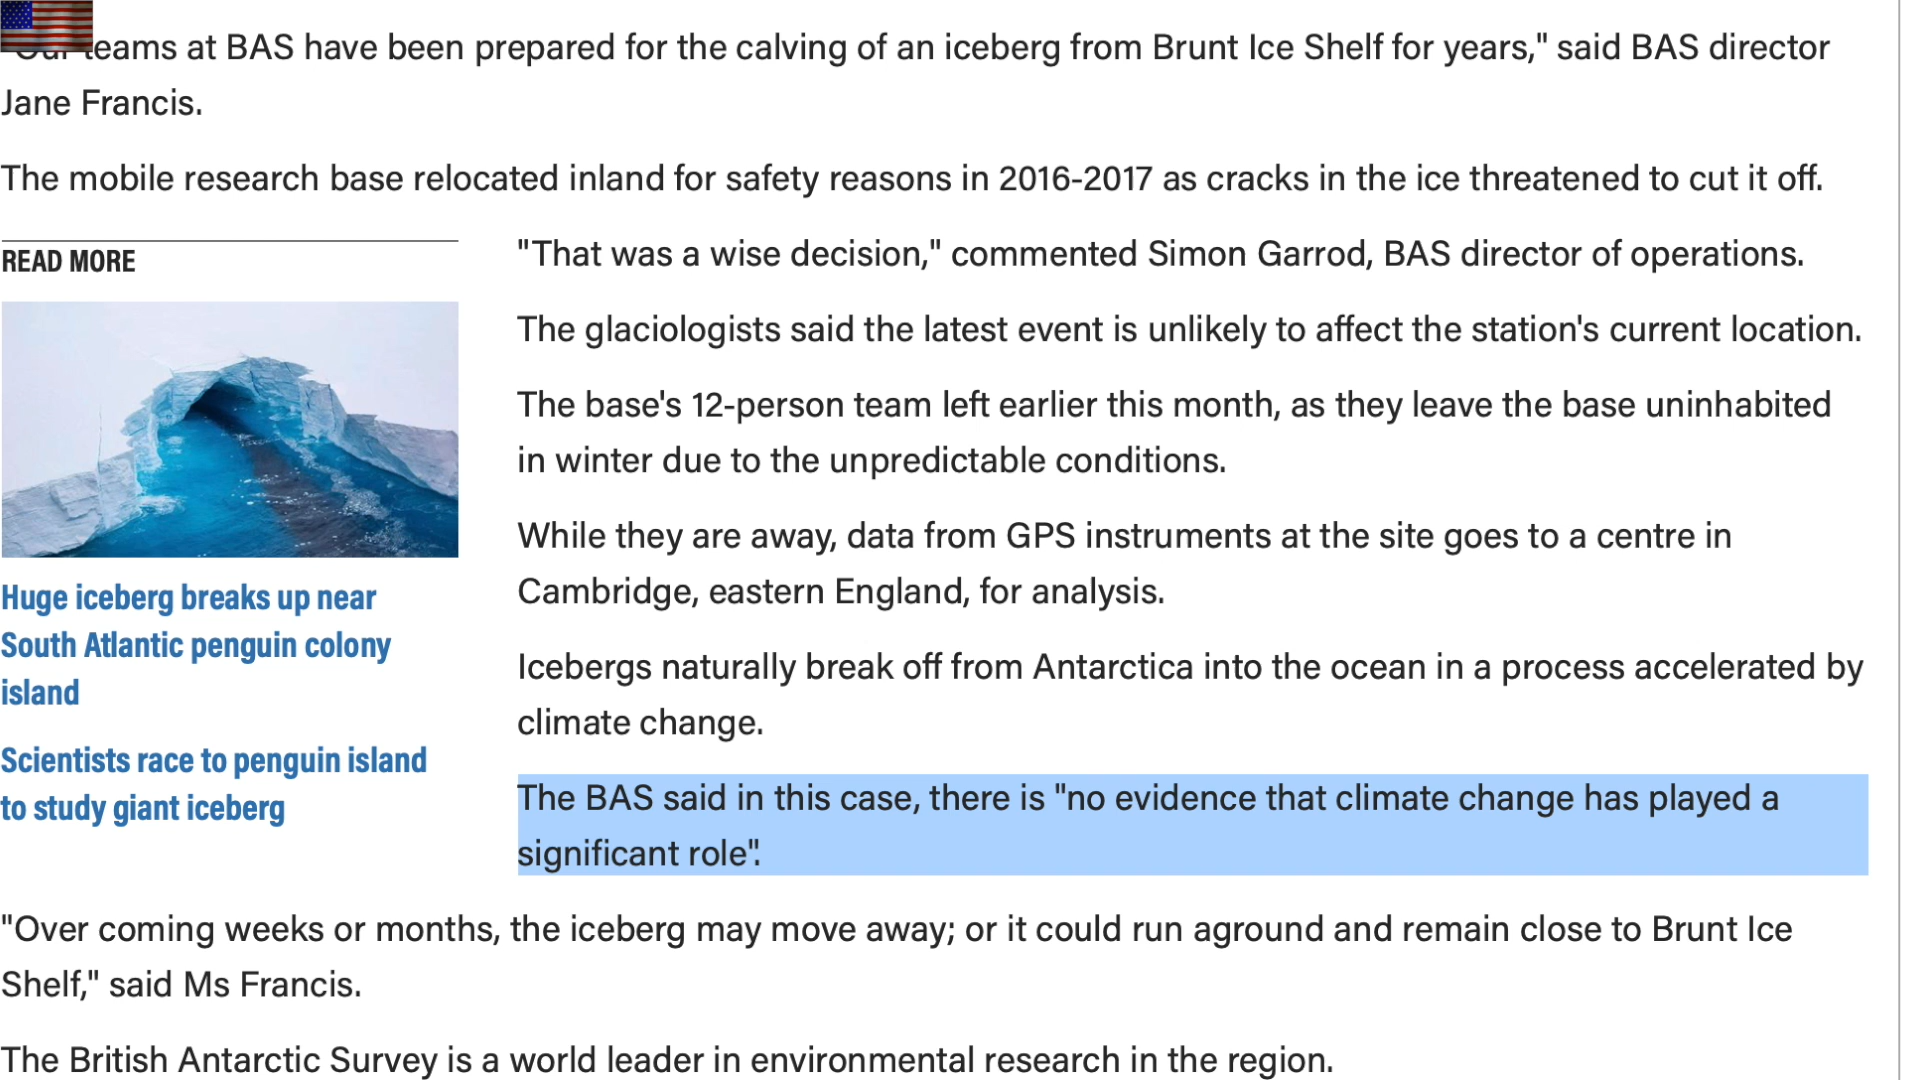 "Our teams at BAS have been prepared for the calving of an iceberg from Brunt Ice Shelf for years," said BAS director
Jane Francis.
The mobile research base relocated inland for safety reasons in 2016-2017 as cracks in the ice threatened to cut it off.
READ MORE
Huge iceberg breaks up near
South Atlantic penguin colony
island
Scientists race to penguin island
to study giant iceberg
"That was a wise decision," commented Simon Garrod, BAS director of operations.
The glaciologists said the latest event is unlikely to affect the station's current location.
The base's 12-person team left earlier this month, as they leave the base uninhabited
in winter due to the unpredictable conditions.
While they are away, data from GPS instruments at the site goes to a centre in
Cambridge, eastern England, for analysis.
Icebergs naturally break off from Antarctica into the ocean in a process accelerated by
climate change.
The BAS said in this case, there is "no evidence that climate change has played a
significant role".
"Over coming weeks or months, the iceberg may move away; or it could run aground and remain close to Brunt Ice
Shelf," said Ms Francis.
The British Antarctic Survey is a world leader in environmental research in the region.